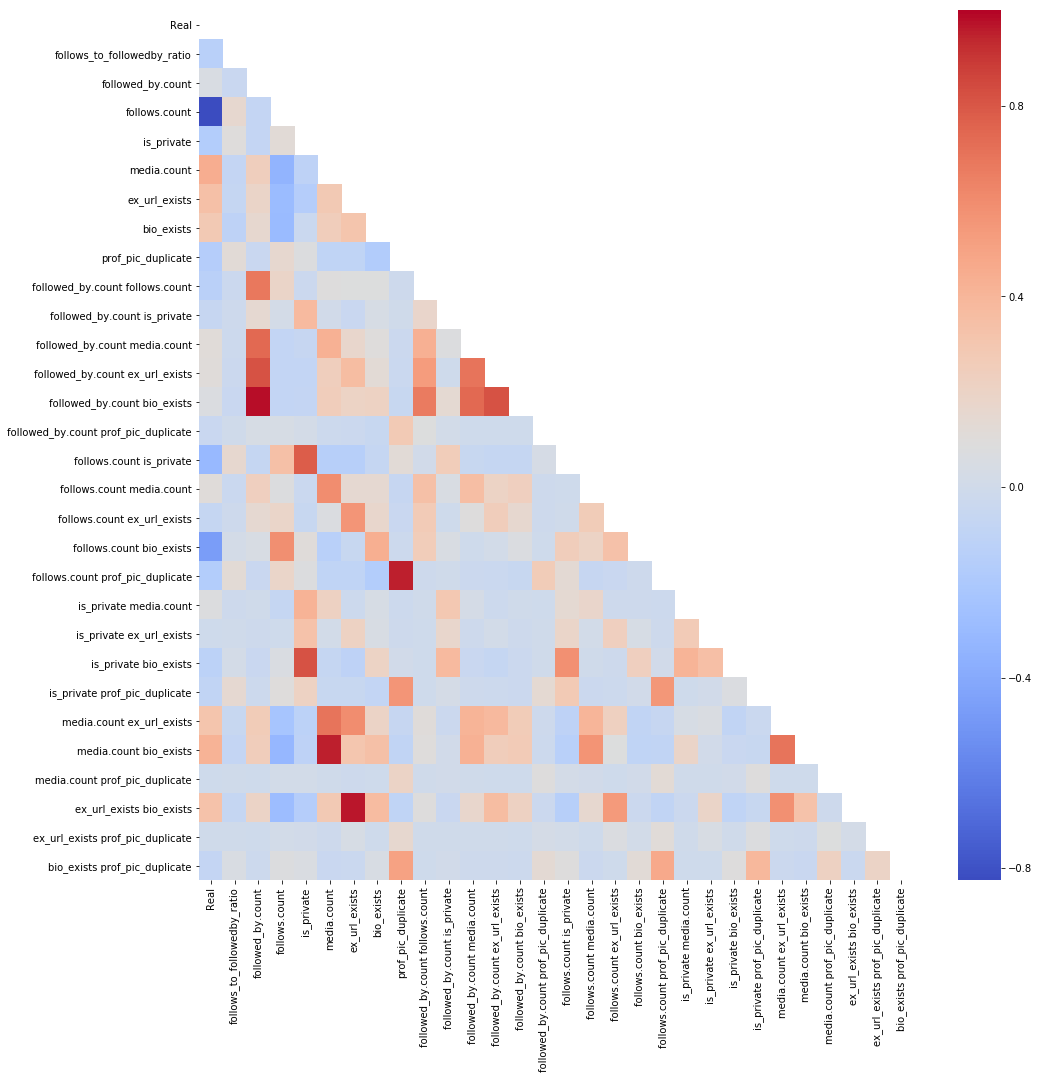 Real
follows_to_followedby_ratio
followed_by.count
follows.count
is_private
media.count
ex_url_exists
bio_exists
prof_pic_duplicate
followed_by.count follows.count
followed_by.count is_private
followed_by.count media.count
followed_by.count ex_url_exists
followed_by.count bio_exists
followed_by.count prof_pic_duplicate
follows.count is_private
follows.count media.count
follows.count ex_url_exists
follows.count bio_exists
follows.count prof_pic_duplicate
is_private media.count
is_private ex_url_exists
is_private bio_exists
is_private prof_pic_duplicate
media.count ex_url_exists
media.count bio_exists
media.count prof_pic_duplicate
ex_url_exists bio_exists
ex_url_exists prof_pic_duplicate
bio_exists prof_pic_duplicate
Real
follows_to_followedby_ratio
followed_by.count
follows.count
is_private
media.count
ex_url_exists
bio_exists
prof_pic_duplicate
followed_by.count follows.count
followed_by.count is_private
followed_by.count media.count
followed_by.count ex_url_exists
followed_by.count bio_exists
followed_by.count prof_pic_duplicate
follows.count is_private
follows.count media.count
follows.count ex_url_exists
follows.count bio_exists
follows.count prof_pic_duplicate
is_private media.count
is_private ex_url_exists
is_private bio_exists
is_private prof_pic_duplicate
media.count ex_url_exists
media.count bio_exists
media.count prof_pic_duplicate
ex_url_exists bio_exists
ex_url_exists prof_pic_duplicate
bio_exists prof_pic_duplicate
0.8
0.4
0.0
−0.4
−0.8